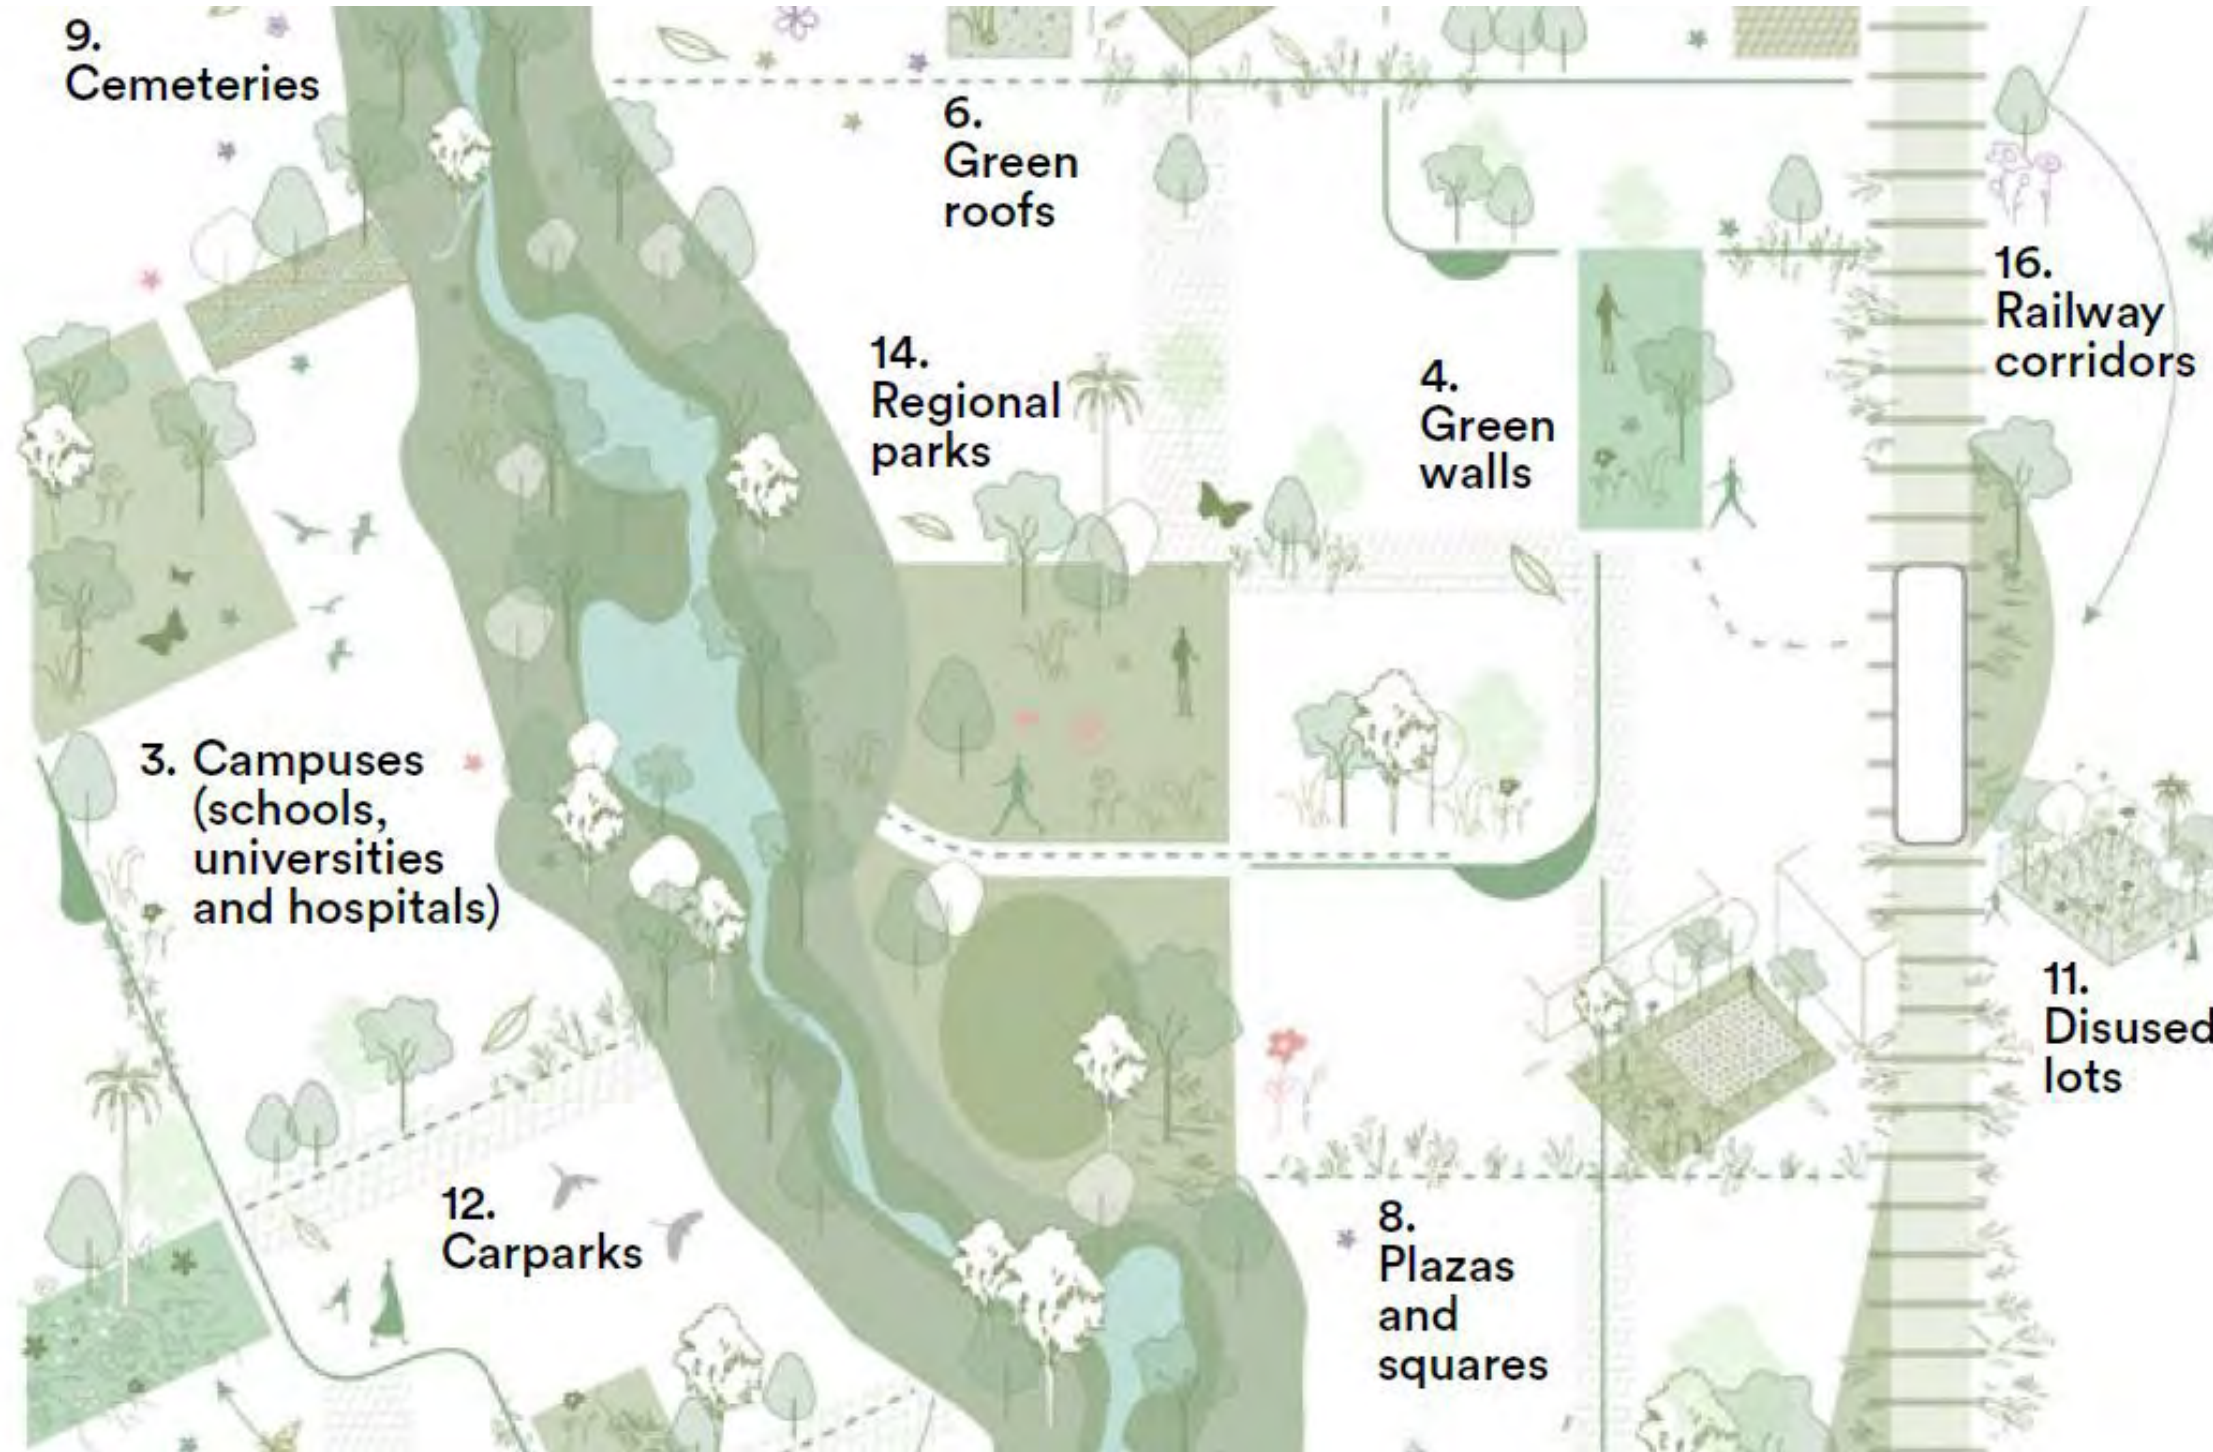 9.
Cemeteries
6.
Green
roofs
16.
Railway
corridors
14.
Regional
parks
4.
Green
walls
3. Campuses
(schools,
universities
and hospitals)
11.
Disused
lots
12.
Carparks
8.
Plazas
and
squares